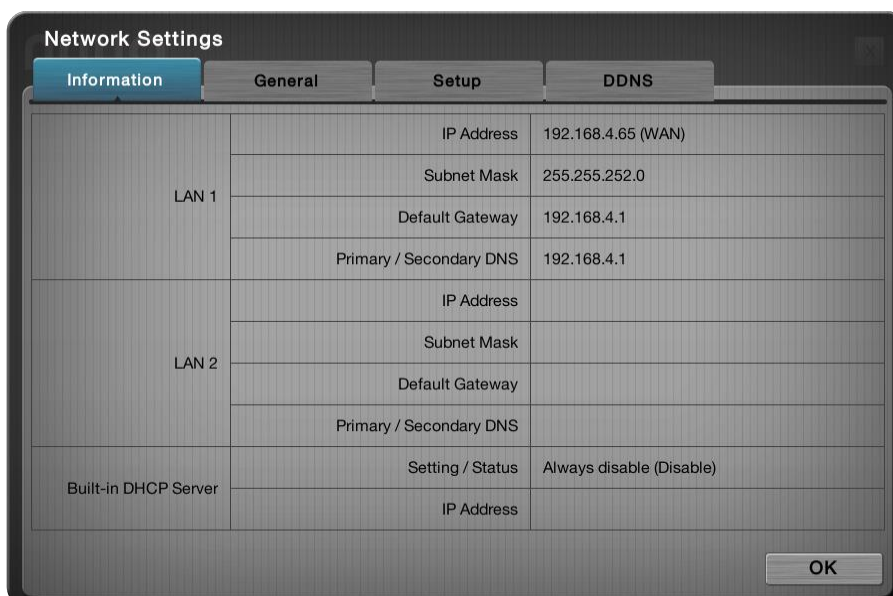 Network Settings
Information General Setup DDNS
LAN 1
IP Address 192.168.4.65 (WAN)
Subnet Mask 255.255.252.0
Default Gateway 192.168.4.1
Primary / Secondary DNS 192.168.4.1
LAN 2
IP Address
Subnet Mask
Default Gateway
Primary / Secondary DNS
Built-in DHCP Server
Setting / Status Always disable (Disable)
IP Address
OK